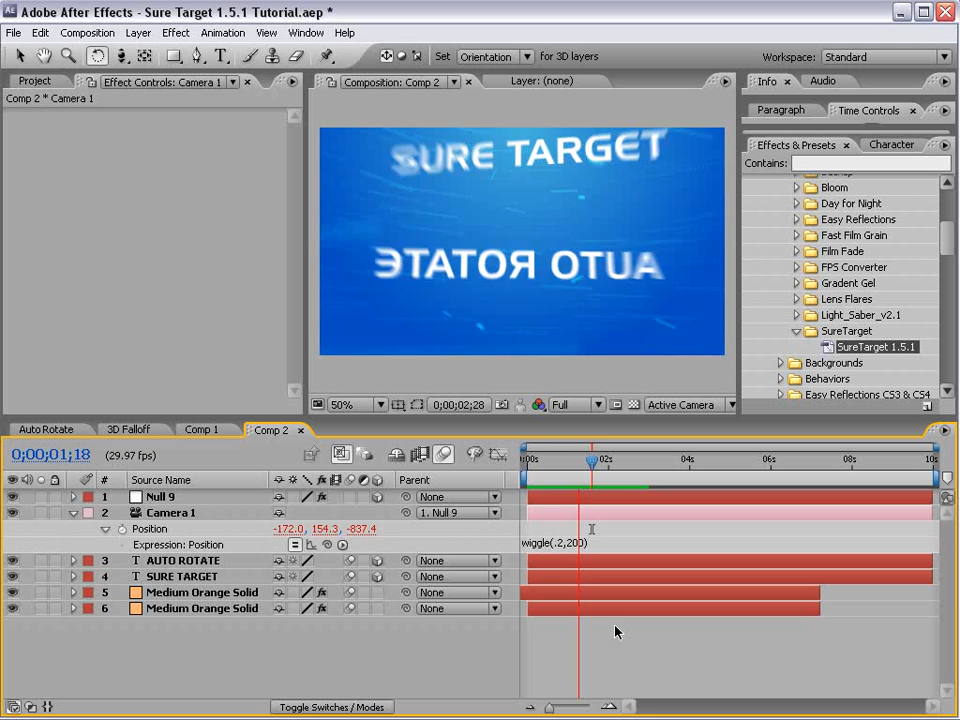 Adobe After Effects - Sure Target 1.5.1 Tutorial.aep *
File Edit Composition Layer Effect Animation View Window Help
Set Orientation for 3D layers Workspace: Standard
Project Effect Controls: Camera 1 Composition: Comp 2 Layer: (none) Info Audio
Comp 2 * Camera 1
Paragraph Time Controls
Effects & Presets Character
Contains:
Bloom
Day for Night
Easy Reflections
Fast Film Grain
Film Fade
FPS Converter
Gradent Gel
Lens Flares
Light_Saber_v2.1
SureTarget
SureTarget 1.5.1
Backgrounds
Behaviors
Easy Reflections CS3 & CS4
SURE TARGET
AUTO ROTATE
50% 0;00;02;28 Full Active Camera
Auto Rotate 3D Falloff Comp 1 Comp 2
0;00;01;18 (29.97 fps)
:00s 02s 04s 06s 08s 10s
# Source Name Parent
1 Null 9 None
2 Camera 1 1. Null 9
Position -172.0, 154.3, -837.4
Expression: Position wiggle(.2,200)
3 T AUTO ROTATE None
4 T SURE TARGET None
5 Medium Orange Solid None
6 Medium Orange Solid None
Toggle Switches / Modes